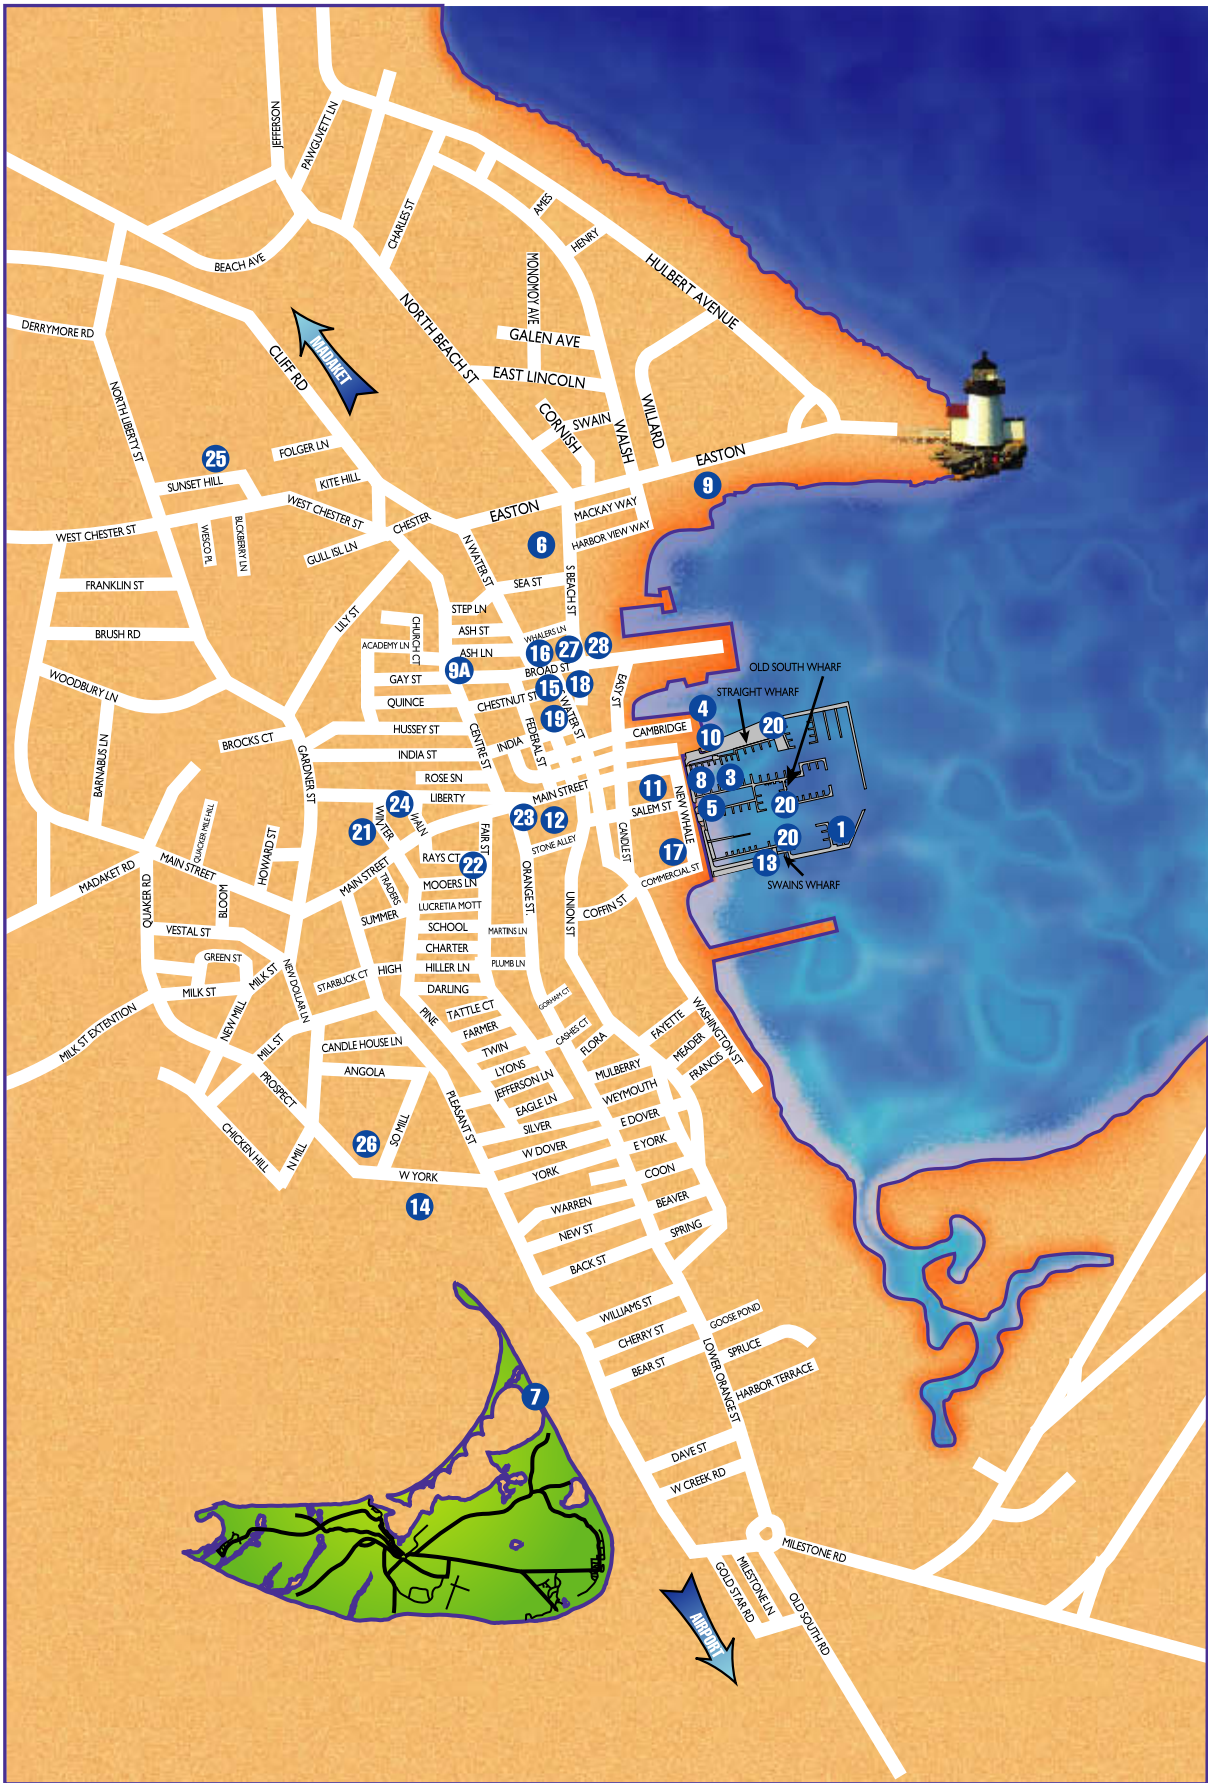 JEFFERSON
PAWGUVETT LN
CHARLES ST
AMES
HENRY
BEACH AVE
MONOMOY AVE
HULBERT AVENUE
DERRYMORE RD
MADAKET
NORTH BEACH ST
GALEN AVE
CLIFF RD
EAST LINCOLN
NORTH LIBERTY ST
CORNISH
SWAIN
WILLARD
WALSH
FOLGER LN
EASTON
25
SUNSET HILL
KITE HILL
9
WEST CHESTER ST
EASTON
MACKAY WAY
CHESTER
WEST CHESTER ST
WESCO PL
BLCKBERRY LN
HARBOR VIEW WAY
6
GULL ISL LN
N WATER ST
FRANKLIN ST
SEA ST
S BEACH ST
STEP LN
LILY ST
BRUSH RD
CHURCH CT
ASH ST
WHALERS LN
ACADEMY LN
ASH LN
16
27
28
9A
BROAD ST
OLD SOUTH WHARF
WOODBURY LN
GAY ST
15
18
EASY ST
STRAIGHT WHARF
QUINCE
CHESTNUT ST
S WATER ST
4
19
20
HUSSEY ST
CENTRE ST
FEDERAL ST
CAMBRIDGE
10
BROCKS CT
INDIA
INDIA ST
BARNABUS LN
GARDNER ST
ROSE SN
8
3
MAIN STREET
11
LIBERTY
24
SALEM ST
NEW WHALE
5
20
WINTER
WALN
23
12
21
QUACKER MILE HILL
FAIR ST
STONE ALLEY
CANDLE ST
20
1
HOWARD ST
17
MADAKET RD
MAIN STREET
MAIN STREET
RAYS CT
22
COMMERCIAL ST
13
SWAINS WHARF
TRADERS
MOOERS LN
ORANGE ST.
QUAKER RD
BLOOM
LUCRETIA MOTT
UNION ST
COFFIN ST
SUMMER
VESTAL ST
SCHOOL
MARTINS LN
CHARTER
GREEN ST
MILK ST
HIGH
HILLER LN
PLUMB LN
STARBUCK CT
NEW DOLLAR LN
MILK ST
DARLING
GORHAM CT
MILK ST EXTENTION
NEW MILL
PINE
TATTLE CT
WASHINGTON ST
FARMER
CASHES CT
FAYETTE
MILL ST
CANDLE HOUSE LN
TWIN
FLORA
MEADER
ANGOLA
LYONS
MULBERRY
FRANCIS
PROSPECT
JEFFERSON LN
WEYMOUTH
PLEASANT ST
EAGLE LN
CHICKEN HILL
SO MILL
SILVER
E DOVER
26
N MILL
W DOVER
E YORK
W YORK
YORK
COON
14
WARREN
BEAVER
NEW ST
SPRING
BACK ST
WILLIAMS ST
GOOSE POND
CHERRY ST
SPRUCE
LOWER ORANGE ST
BEAR ST
7
HARBOR TERRACE
DAVE ST
W CREEK RD
MILESTONE RD
GOLD STAR RD
MILESTONE LN
OLD SOUTH RD
AIRPORT